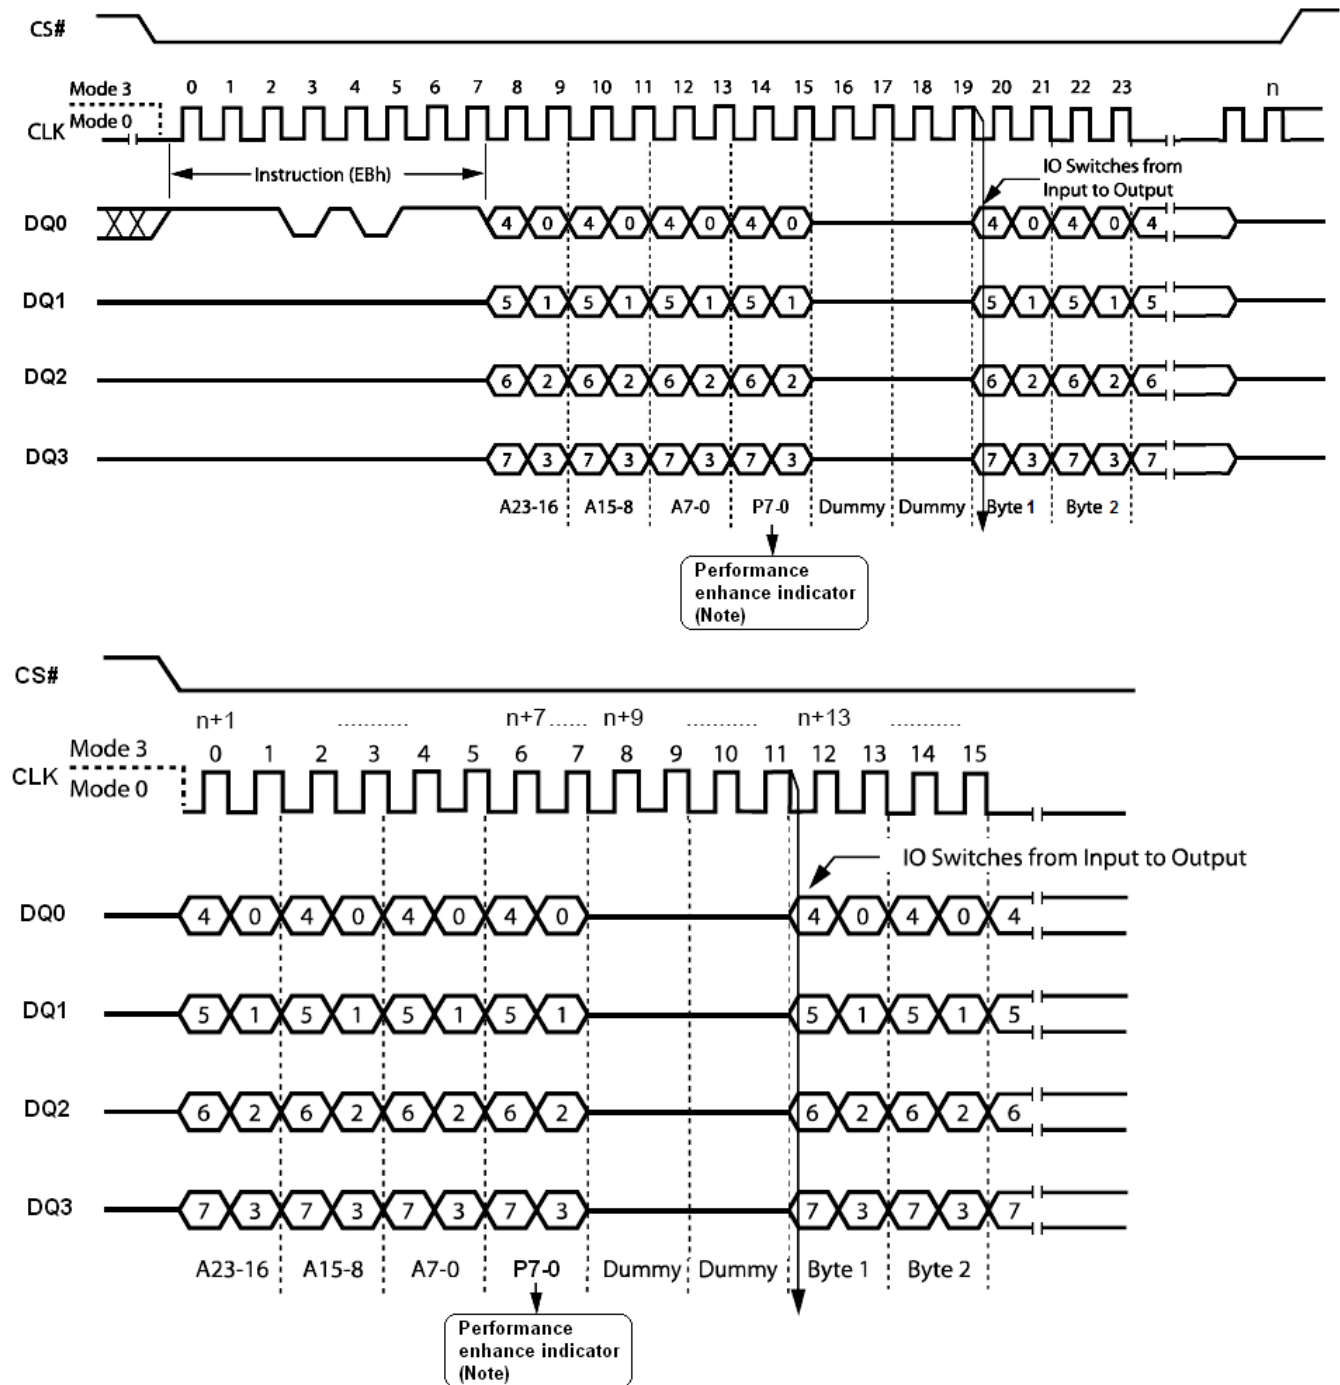 CS#
Mode 3
0 1 2 3 4 5 6 7 8 9 10 11 12 13 14 15 16 17 18 19 20 21 22 23 n
CLK Mode 0
Instruction (EBh)
IO Switches from
Input to Output
DQ0 4 0 4 0 4 0 4 0 4 0 4 0 4
DQ1 5 1 5 1 5 1 5 1 5 1 5 1 5
DQ2 6 2 6 2 6 2 6 2 6 2 6 2 6
DQ3 7 3 7 3 7 3 7 3 7 3 7 3 7
A23-16 A15-8 A7-0 P7-0 Dummy Dummy Byte 1 Byte 2
Performance
enhance indicator
(Note)
CS#
n+1 ........... n+7 ...... n+9 ........... n+13 ...........
Mode 3 0 1 2 3 4 5 6 7 8 9 10 11 12 13 14 15
CLK
Mode 0
IO Switches from Input to Output
DQ0 4 0 4 0 4 0 4 0 4 0 4 0 4
DQ1 5 1 5 1 5 1 5 1 5 1 5 1 5
DQ2 6 2 6 2 6 2 6 2 6 2 6 2 6
DQ3 7 3 7 3 7 3 7 3 7 3 7 3 7
A23-16 A15-8 A7-0 P7-0 Dummy Dummy Byte 1 Byte 2
Performance
enhance indicator
(Note)